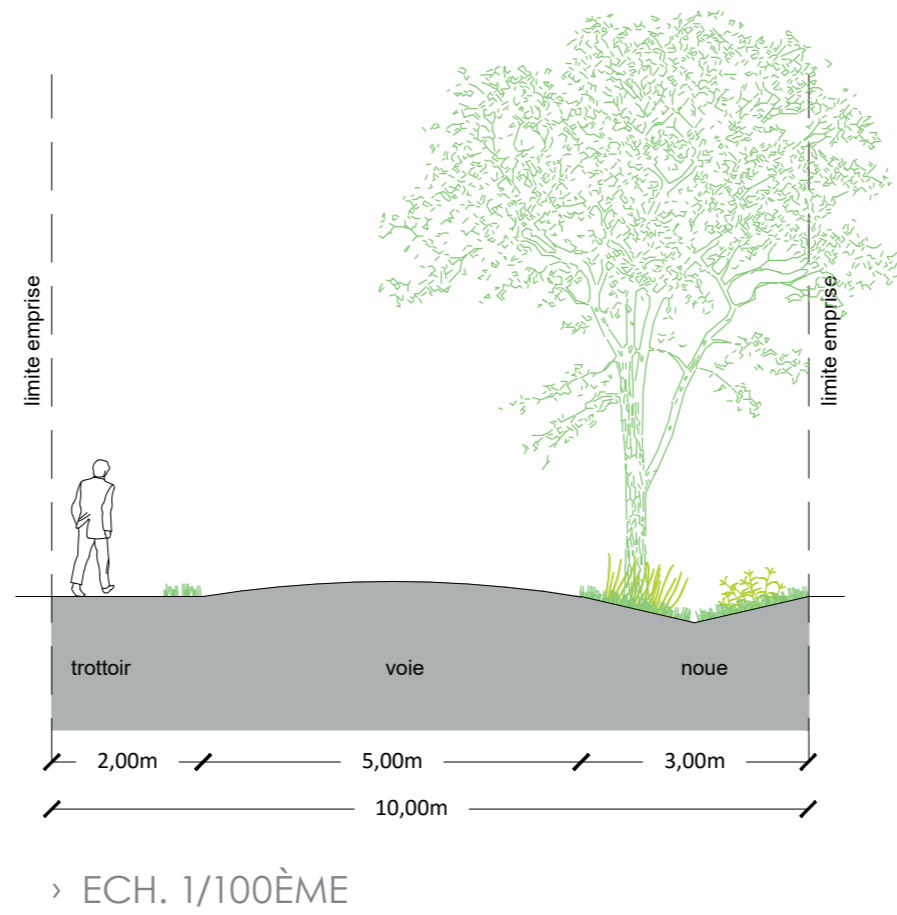 limite emprise
limite emprise
trottoir
voie
noue
2,00m
5,00m
3,00m
10,00m
› ECH. 1/100ÈME